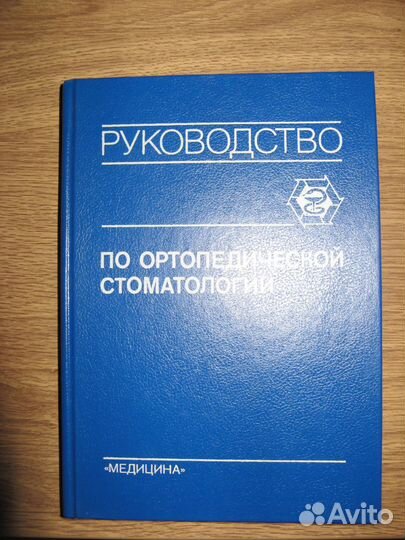 РУКОВОДСТВО
ПО ОРТОПЕДИЧЕСКОЙ
СТОМАТОЛОГИИ
«МЕДИЦИНА»
Avito